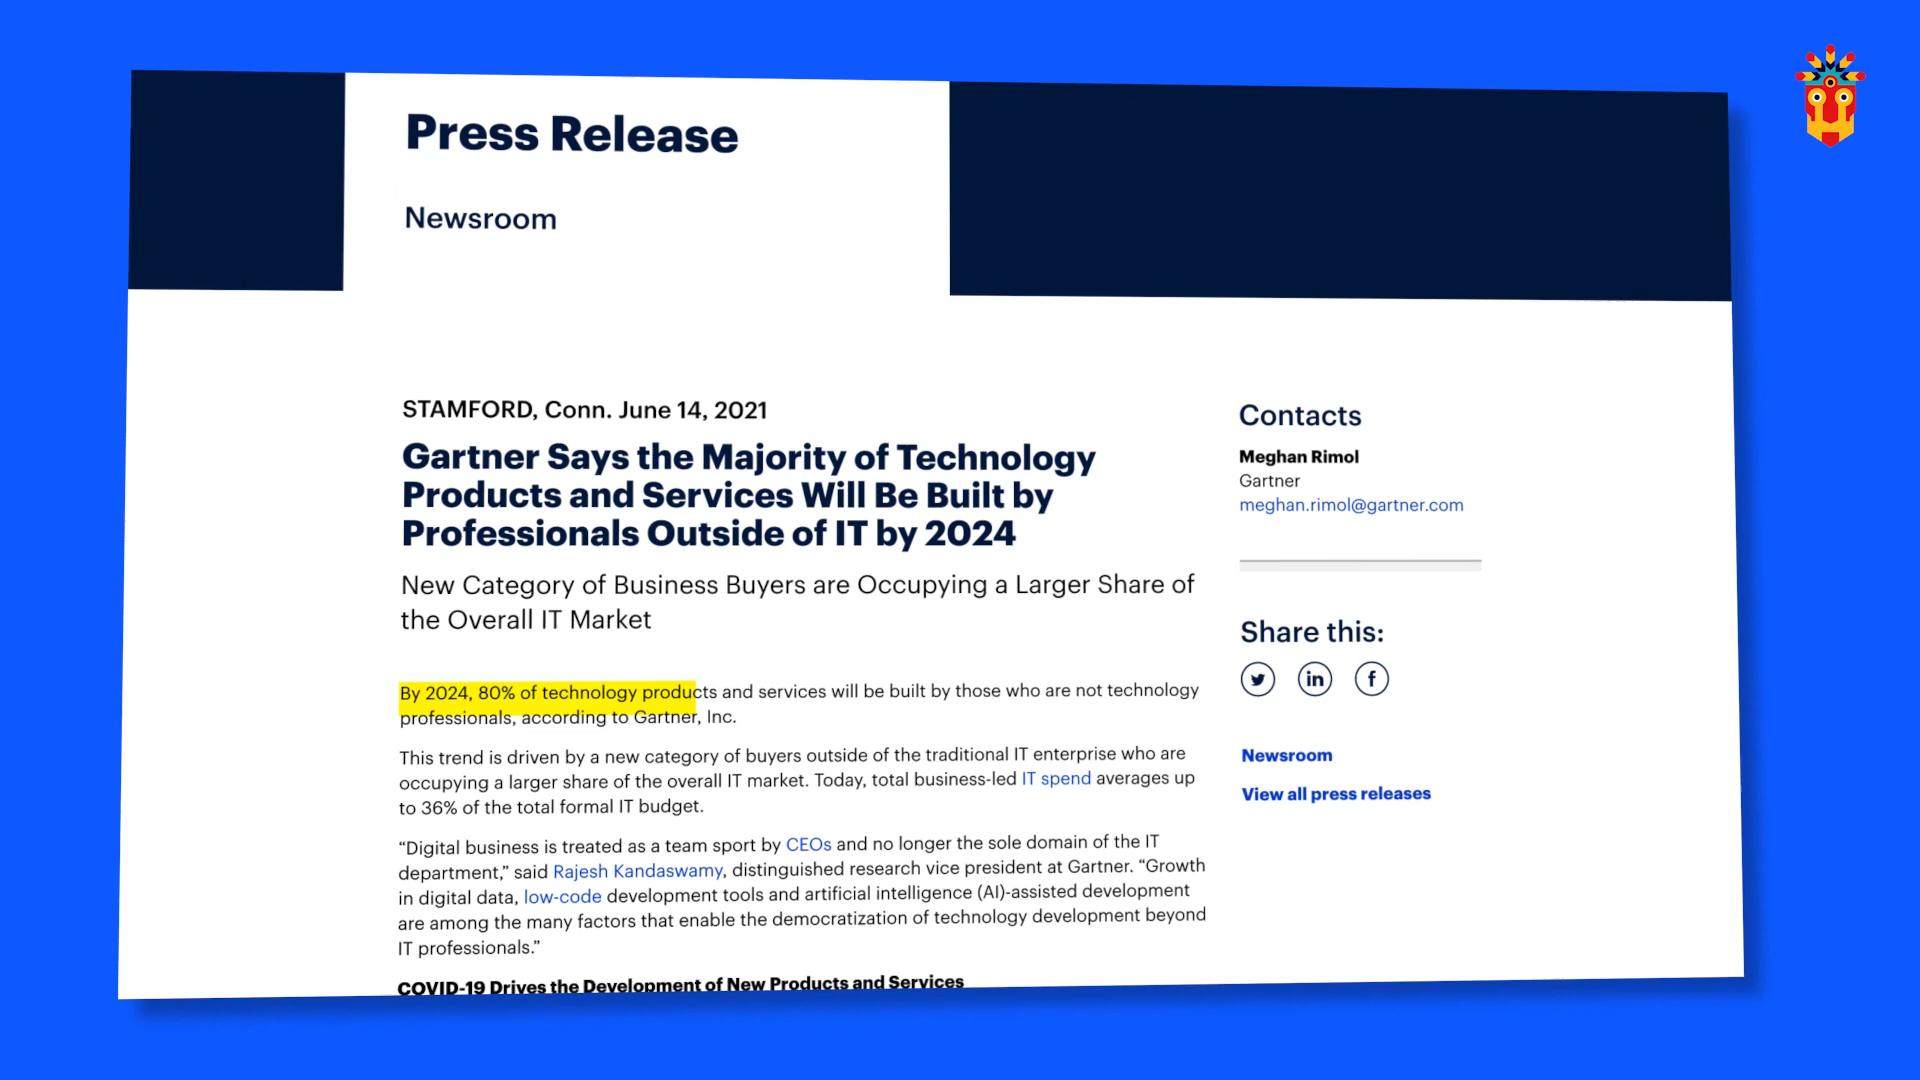 Press Release
Newsroom
STAMFORD, Conn. June 14, 2021
Gartner Says the Majority of Technology
Products and Services Will Be Built by
Professionals Outside of IT by 2024
New Category of Business Buyers are Occupying a Larger Share of
the Overall IT Market
By 2024, 80% of technology products and services will be built by those who are not technology
professionals, according to Gartner, Inc.
This trend is driven by a new category of buyers outside of the traditional IT enterprise who are
occupying a larger share of the overall IT market. Today, total business-led IT spend averages up
to 36% of the total formal IT budget.
“Digital business is treated as a team sport by CEOs and no longer the sole domain of the IT
department,” said Rajesh Kandaswamy, distinguished research vice president at Gartner. “Growth
in digital data, low-code development tools and artificial intelligence (AI)-assisted development
are among the many factors that enable the democratization of technology development beyond
IT professionals.”
COVID-19 Drives the Development of New Products and Services
Contacts
Meghan Rimol
Gartner
meghan.rimol@gartner.com
Share this:
in f
Newsroom
View all press releases